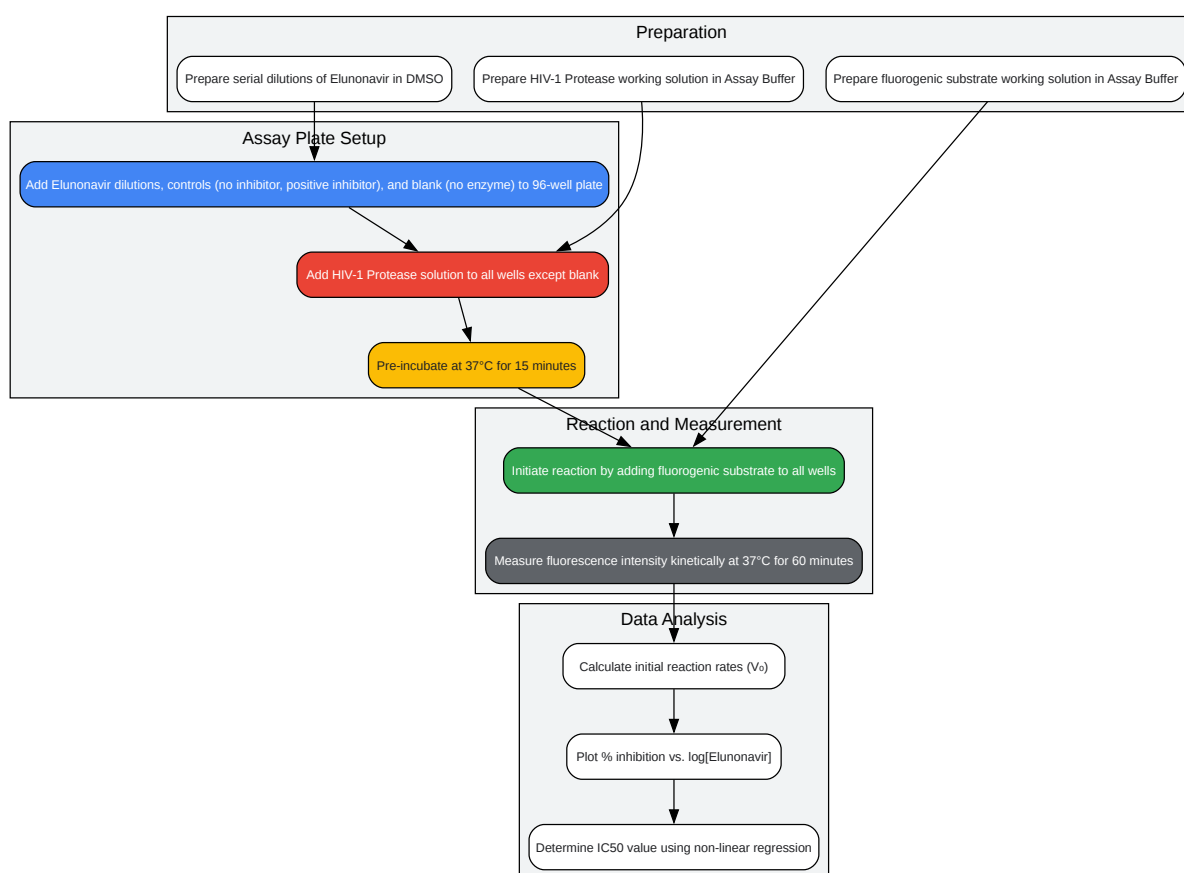 Preparation
Prepare serial dilutions of Elunonavir in DMSO
Prepare HIV-1 Protease working solution in Assay Buffer
Prepare fluorogenic substrate working solution in Assay Buffer
Assay Plate Setup
Add Elunonavir dilutions, controls (no inhibitor, positive inhibitor), and blank (no enzyme) to 96-well plate
Add HIV-1 Protease solution to all wells except blank
Pre-incubate at 37°C for 15 minutes
Reaction and Measurement
Initiate reaction by adding fluorogenic substrate to all wells
Measure fluorescence intensity kinetically at 37°C for 60 minutes
Data Analysis
Calculate initial reaction rates (V₀)
Plot % inhibition vs. log[Elunonavir]
Determine IC50 value using non-linear regression